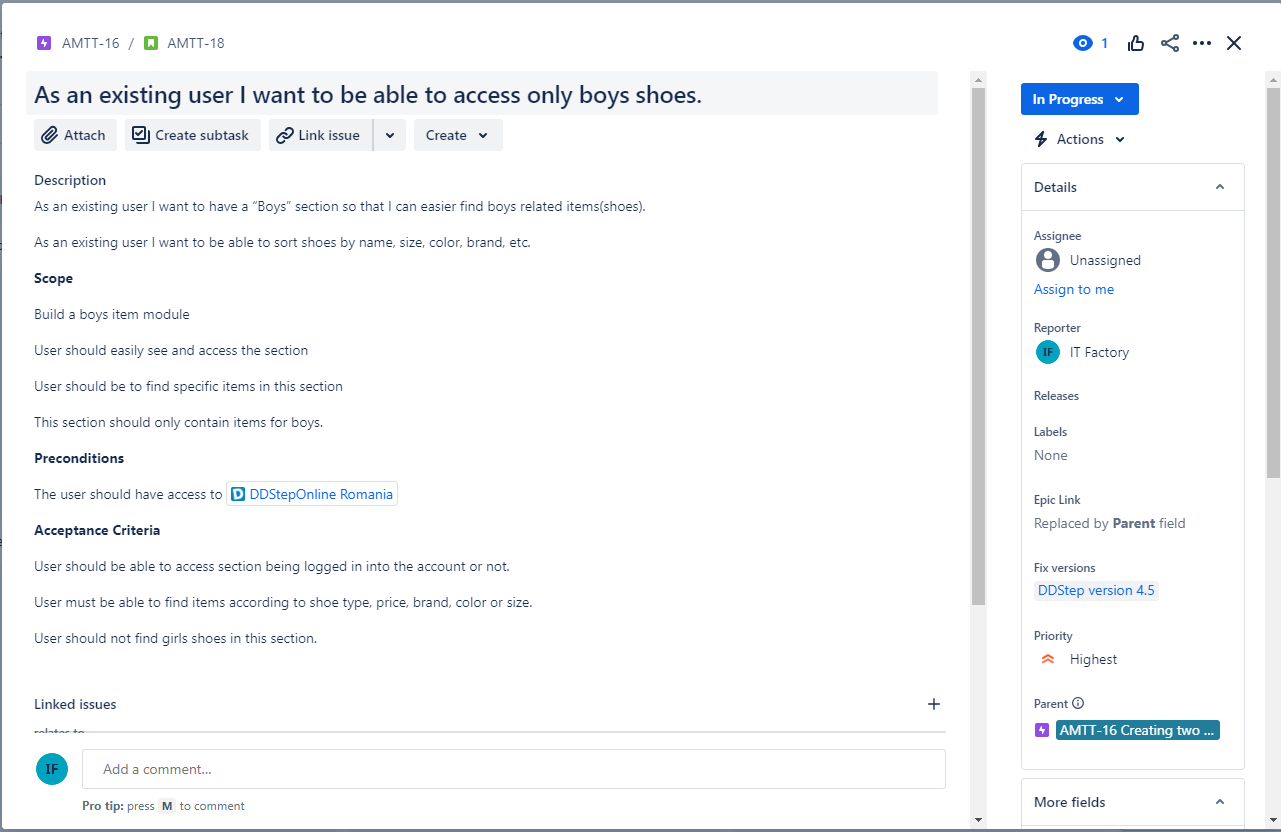 AMTT-16 / AMTT-18
1
As an existing user I want to be able to access only boys shoes.
Attach
Create subtask
Link issue
Create
Description
As an existing user I want to have a “Boys” section so that I can easier find boys related items(shoes).
As an existing user I want to be able to sort shoes by name, size, color, brand, etc.
Scope
Build a boys item module
User should easily see and access the section
User should be to find specific items in this section
This section should only contain items for boys.
Preconditions
The user should have access to DDStepOnline Romania
Acceptance Criteria
User should be able to access section being logged in into the account or not.
User must be able to find items according to shoe type, price, brand, color or size.
User should not find girls shoes in this section.
Linked issues
relates to
IF
Add a comment...
Pro tip: press M to comment
In Progress
Actions
Details
Assignee
Unassigned
Assign to me
Reporter
IF IT Factory
Releases
Labels
None
Epic Link
Replaced by Parent field
Fix versions
DDStep version 4.5
Priority
Highest
Parent
AMTT-16 Creating two ...
More fields